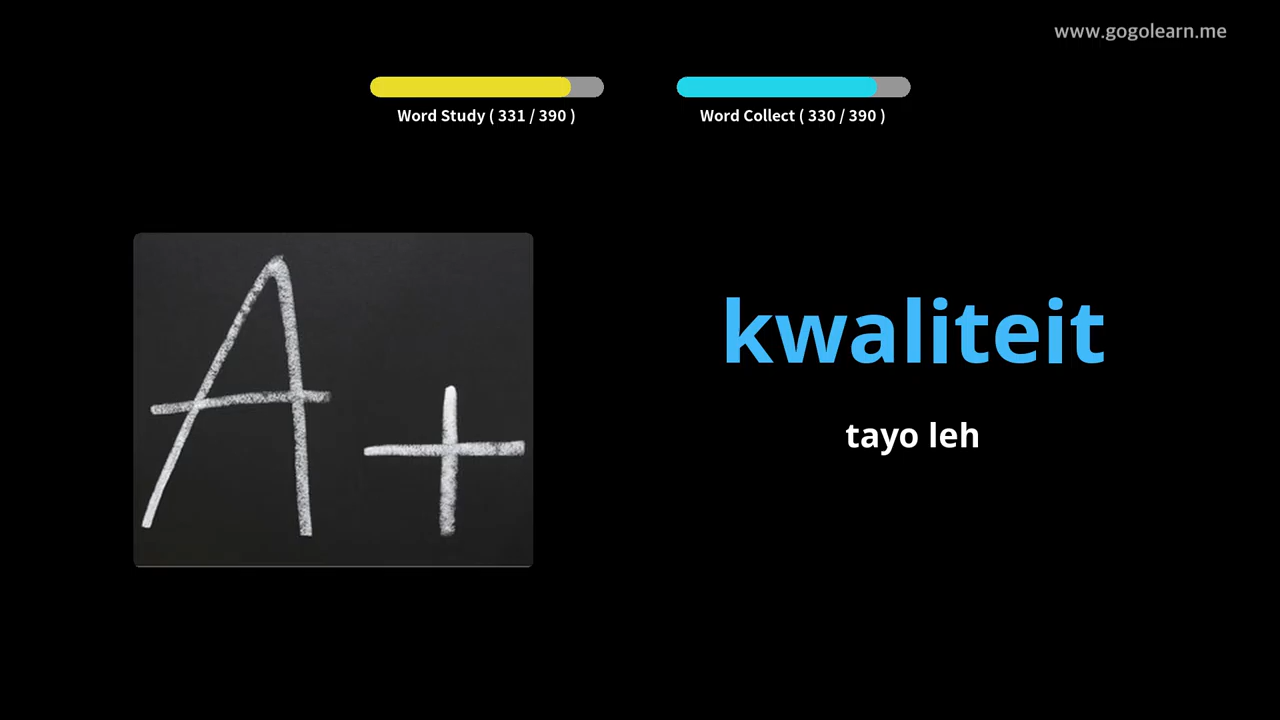 www.gogolearn.me
Word Study ( 331 / 390 )
Word Collect ( 330 / 390 )
A+
kwaliteit
tayo leh